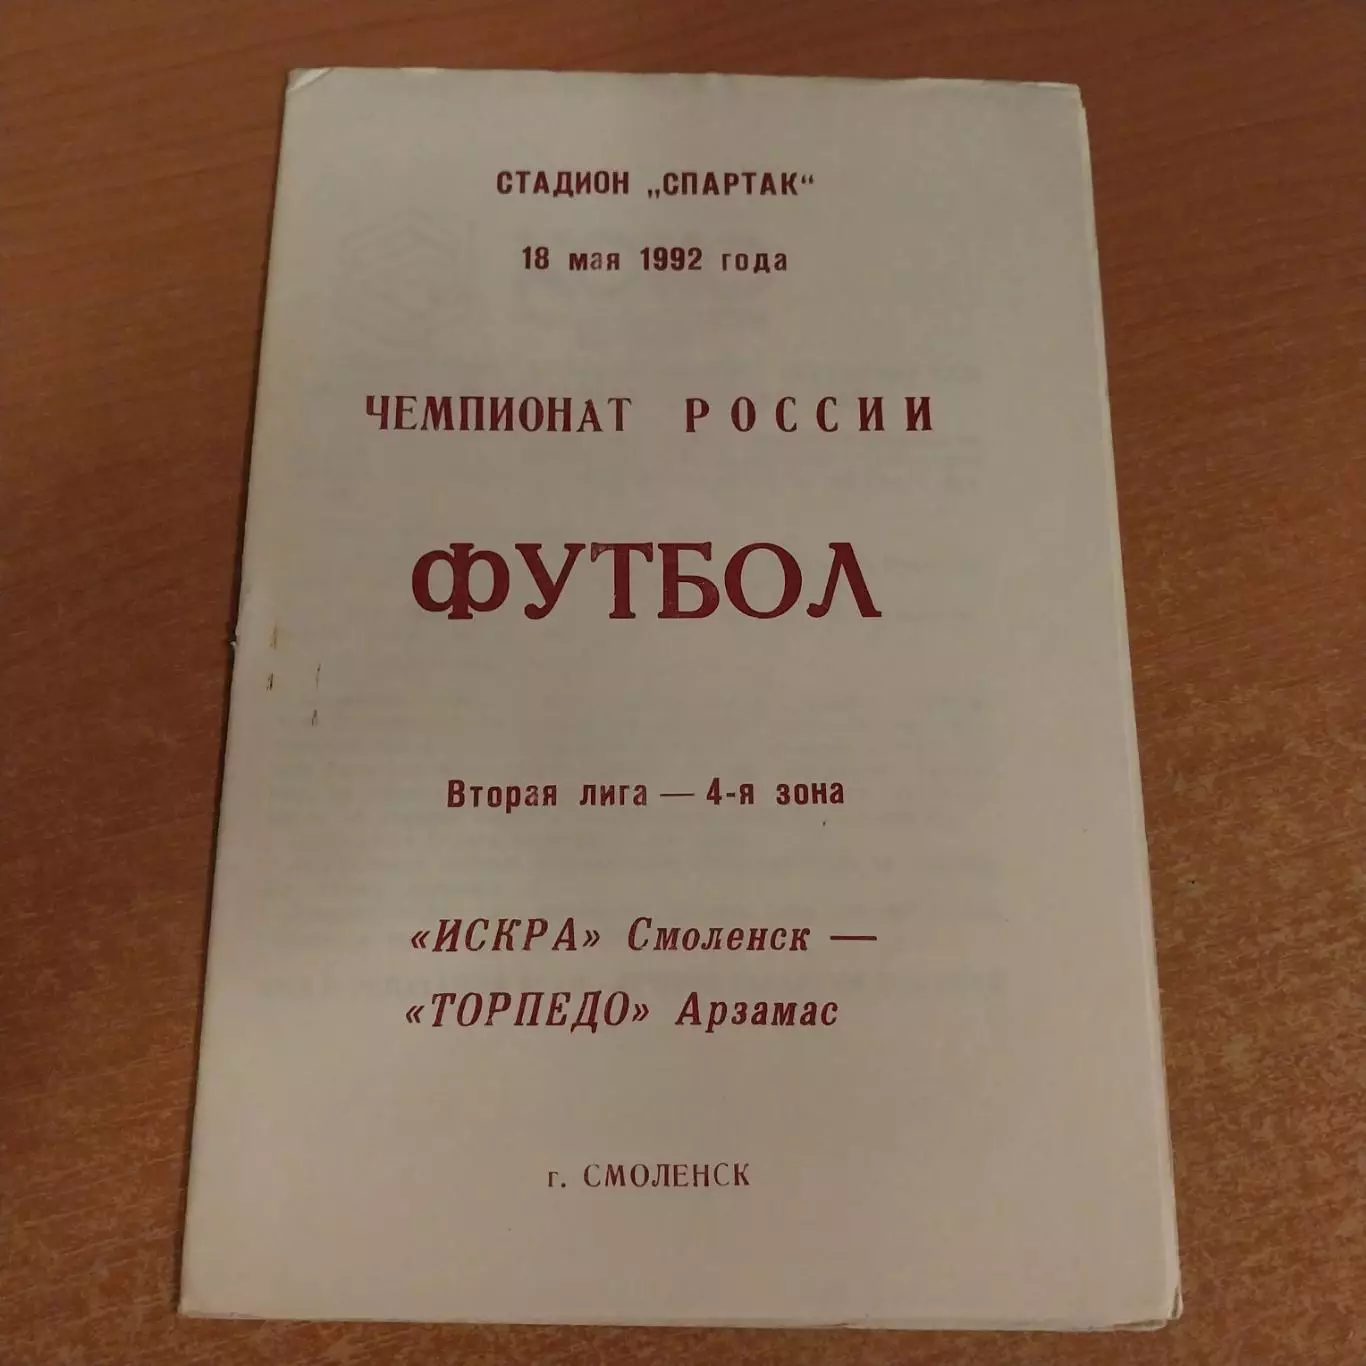 СТАДИОН „СПАРТАК“
18 мая 1992 года
ЧЕМПИОНАТ РОССИИ
ФУТБОЛ
Вторая лига — 4-я зона
«ИСКРА» Смоленск —
«ТОРПЕДО» Арзамас
г. СМОЛЕНСК